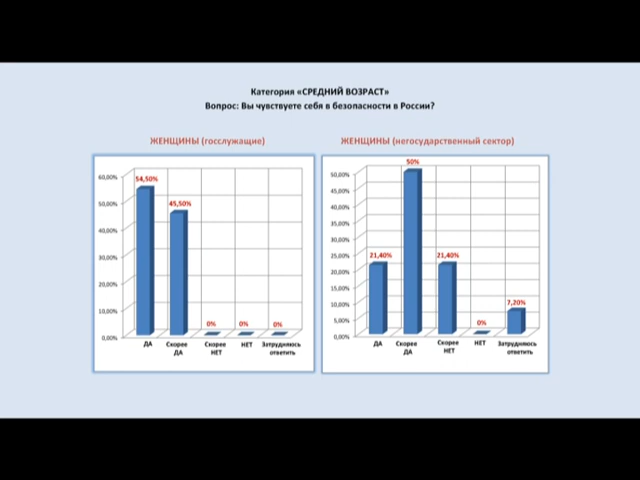 Категория «СРЕДНИЙ ВОЗРАСТ»
Вопрос: Вы чувствуете себя в безопасности в России?
ЖЕНЩИНЫ (госслужащие)
60,00%
50,00%
40,00%
30,00%
20,00%
10,00%
0,00%
54,50%
45,50%
0%
0%
0%
ДА
Скорее ДА
Скорее НЕТ
НЕТ
Затрудняюсь ответить
ЖЕНЩИНЫ (негосударственный сектор)
50,00%
45,00%
40,00%
35,00%
30,00%
25,00%
20,00%
15,00%
10,00%
5,00%
0,00%
21,40%
50%
21,40%
0%
7,20%
ДА
Скорее ДА
Скорее НЕТ
НЕТ
Затрудняюсь ответить